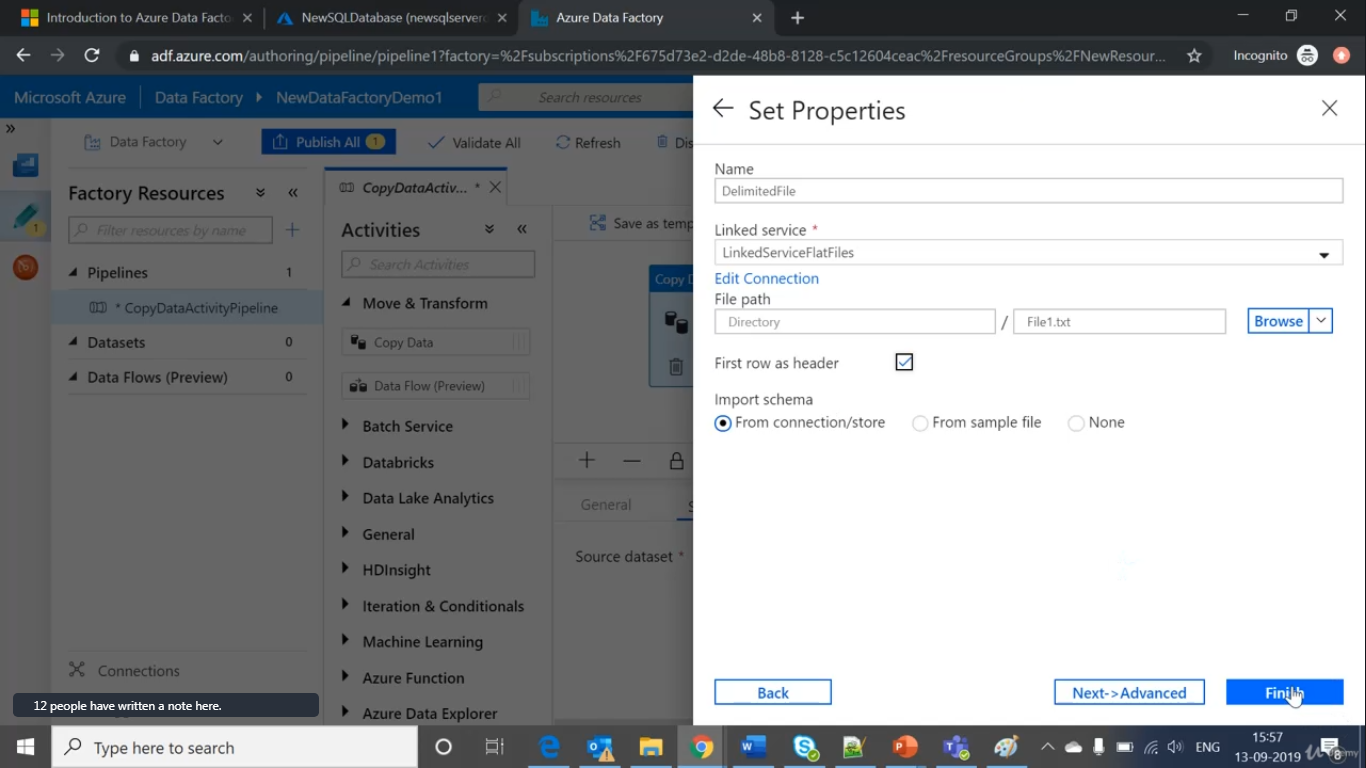 Introduction to Azure Data Facto
NewSQLDatabase (newsqlserver
Azure Data Factory
adf.azure.com/authoring/pipeline/pipeline1?factory=%2Fsubscriptions%2F675d73e2-d2de-48b8-8128-c5c12604ceac%2FresourceGroups%2FNewResour...
Incognito
Microsoft Azure
Data Factory
NewDataFactoryDemo1
Search resources
Data Factory
Publish All 1
Validate All
Refresh
Dis
1
Factory Resources
Filter resources by name
Pipelines 1
* CopyDataActivityPipeline
Datasets 0
Data Flows (Preview) 0
Connections
CopyDataActiv... *
Activities
Search Activities
Move & Transform
Copy Data
Data Flow (Preview)
Batch Service
Databricks
Data Lake Analytics
General
HDInsight
Iteration & Conditionals
Machine Learning
Azure Function
Azure Data Explorer
Save as temp
Copy D
General
S
Source dataset *
Set Properties
Name
DelimitedFile
Linked service *
LinkedServiceFlatFiles
Edit Connection
File path
Directory / File1.txt
Browse
First row as header
Import schema
From connection/store
From sample file
None
Back
Next->Advanced
Finish
12 people have written a note here.
Type here to search
ENG
15:57
13-09-2019
8